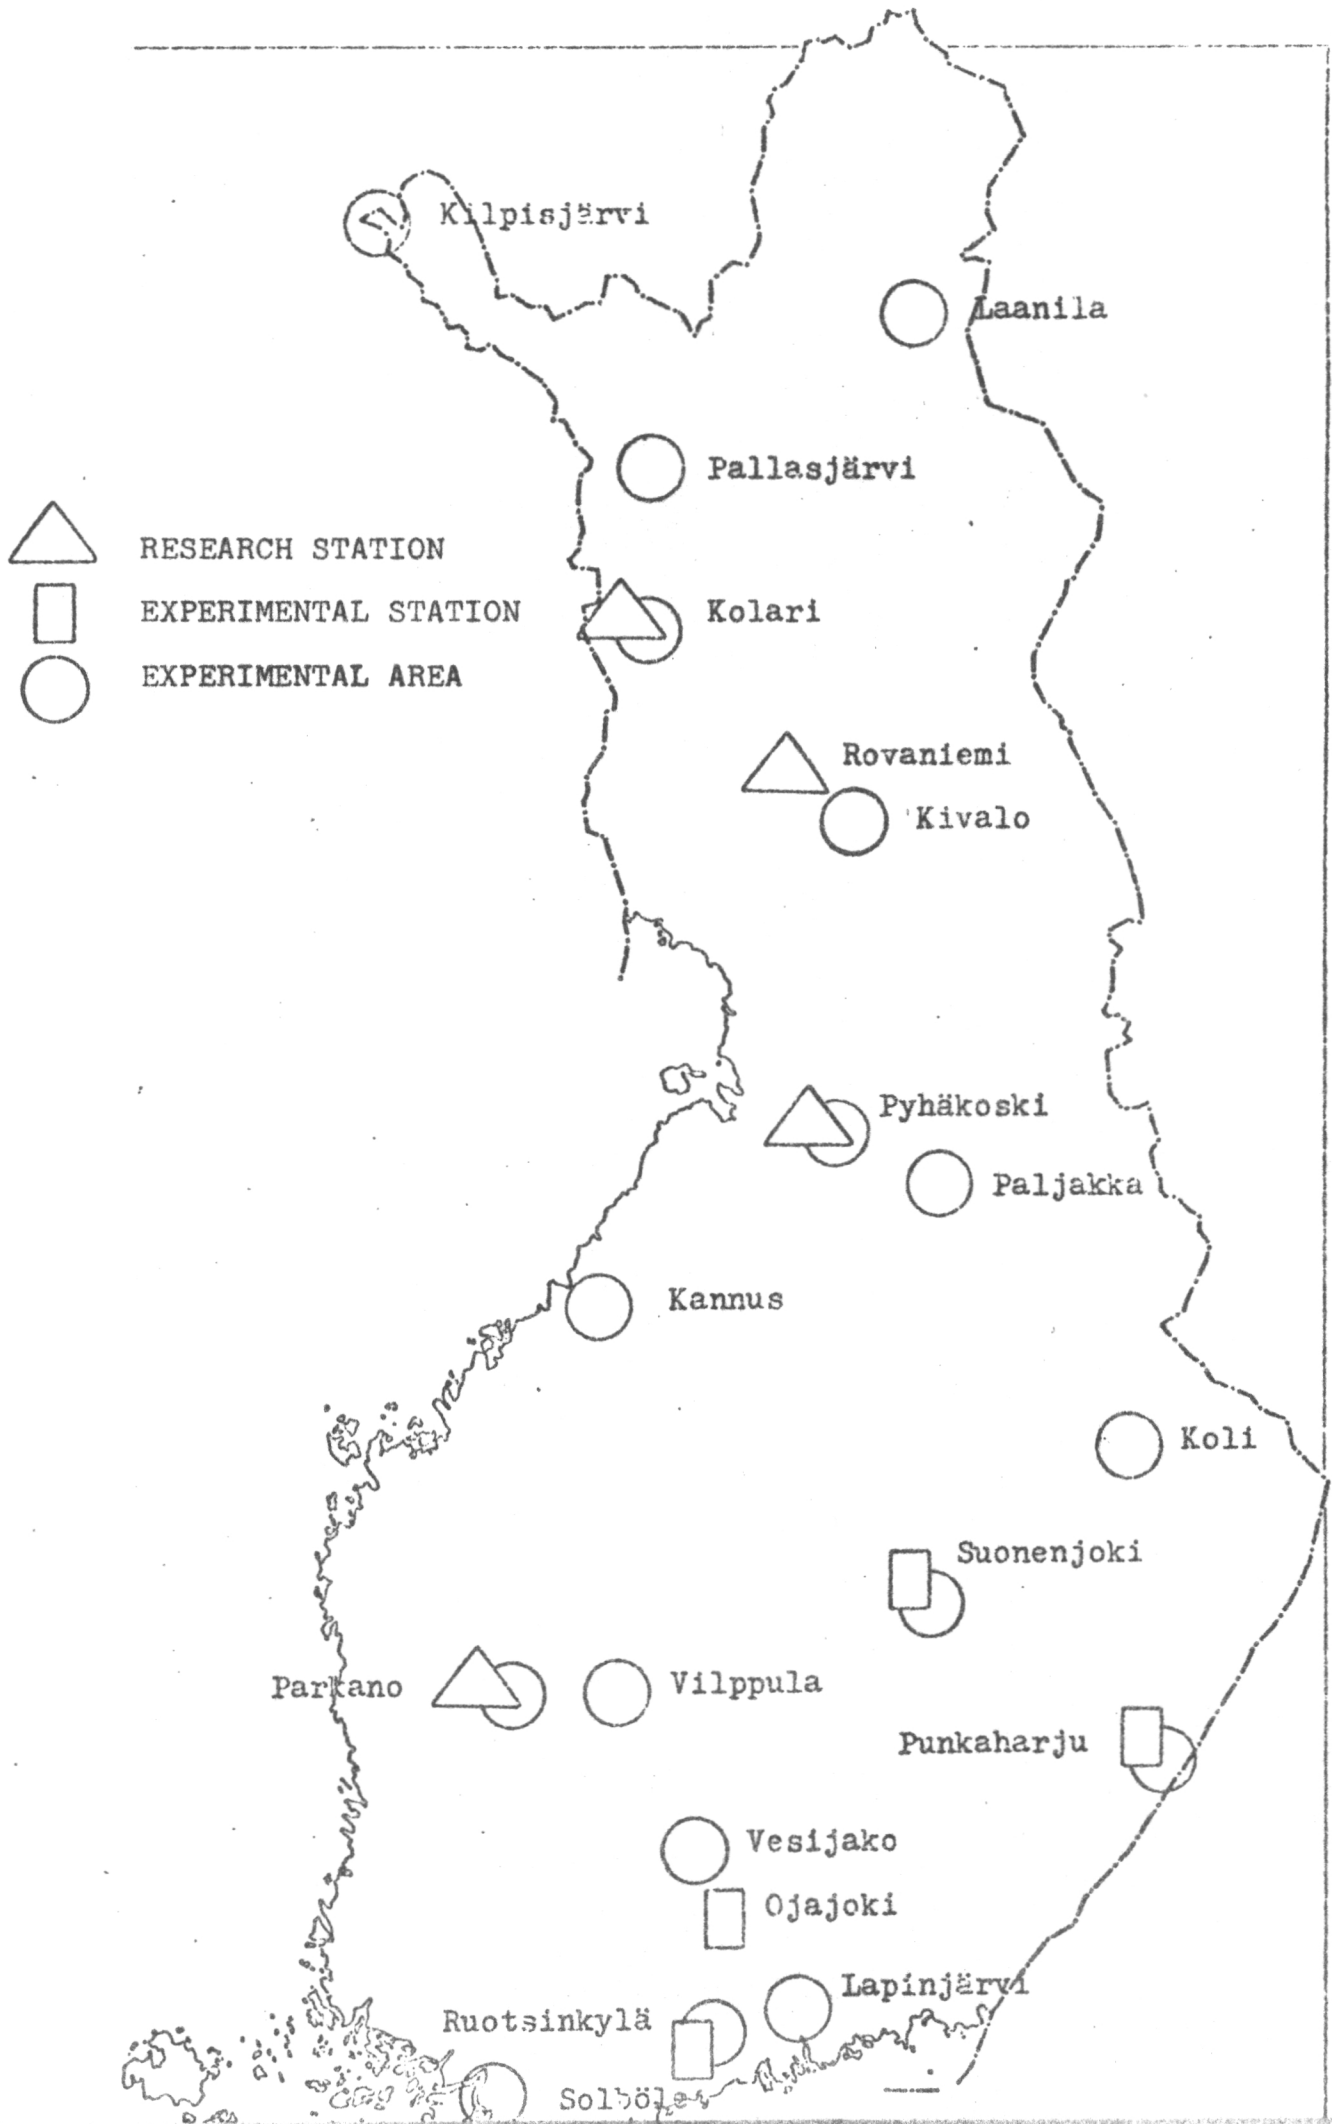 Kilpisjärvi
Laanila
Pallasjärvi
RESEARCH STATION
EXPERIMENTAL STATION
EXPERIMENTAL AREA
Kolari
Rovaniemi
Kivalo
Pyhäkoski
Paljakka
Kannus
Koli
Suonenjoki
Parkano
Vilppula
Punkaharju
Vesijako
Ojajoki
Lapinjärvi
Ruotsinkylä
Solböle